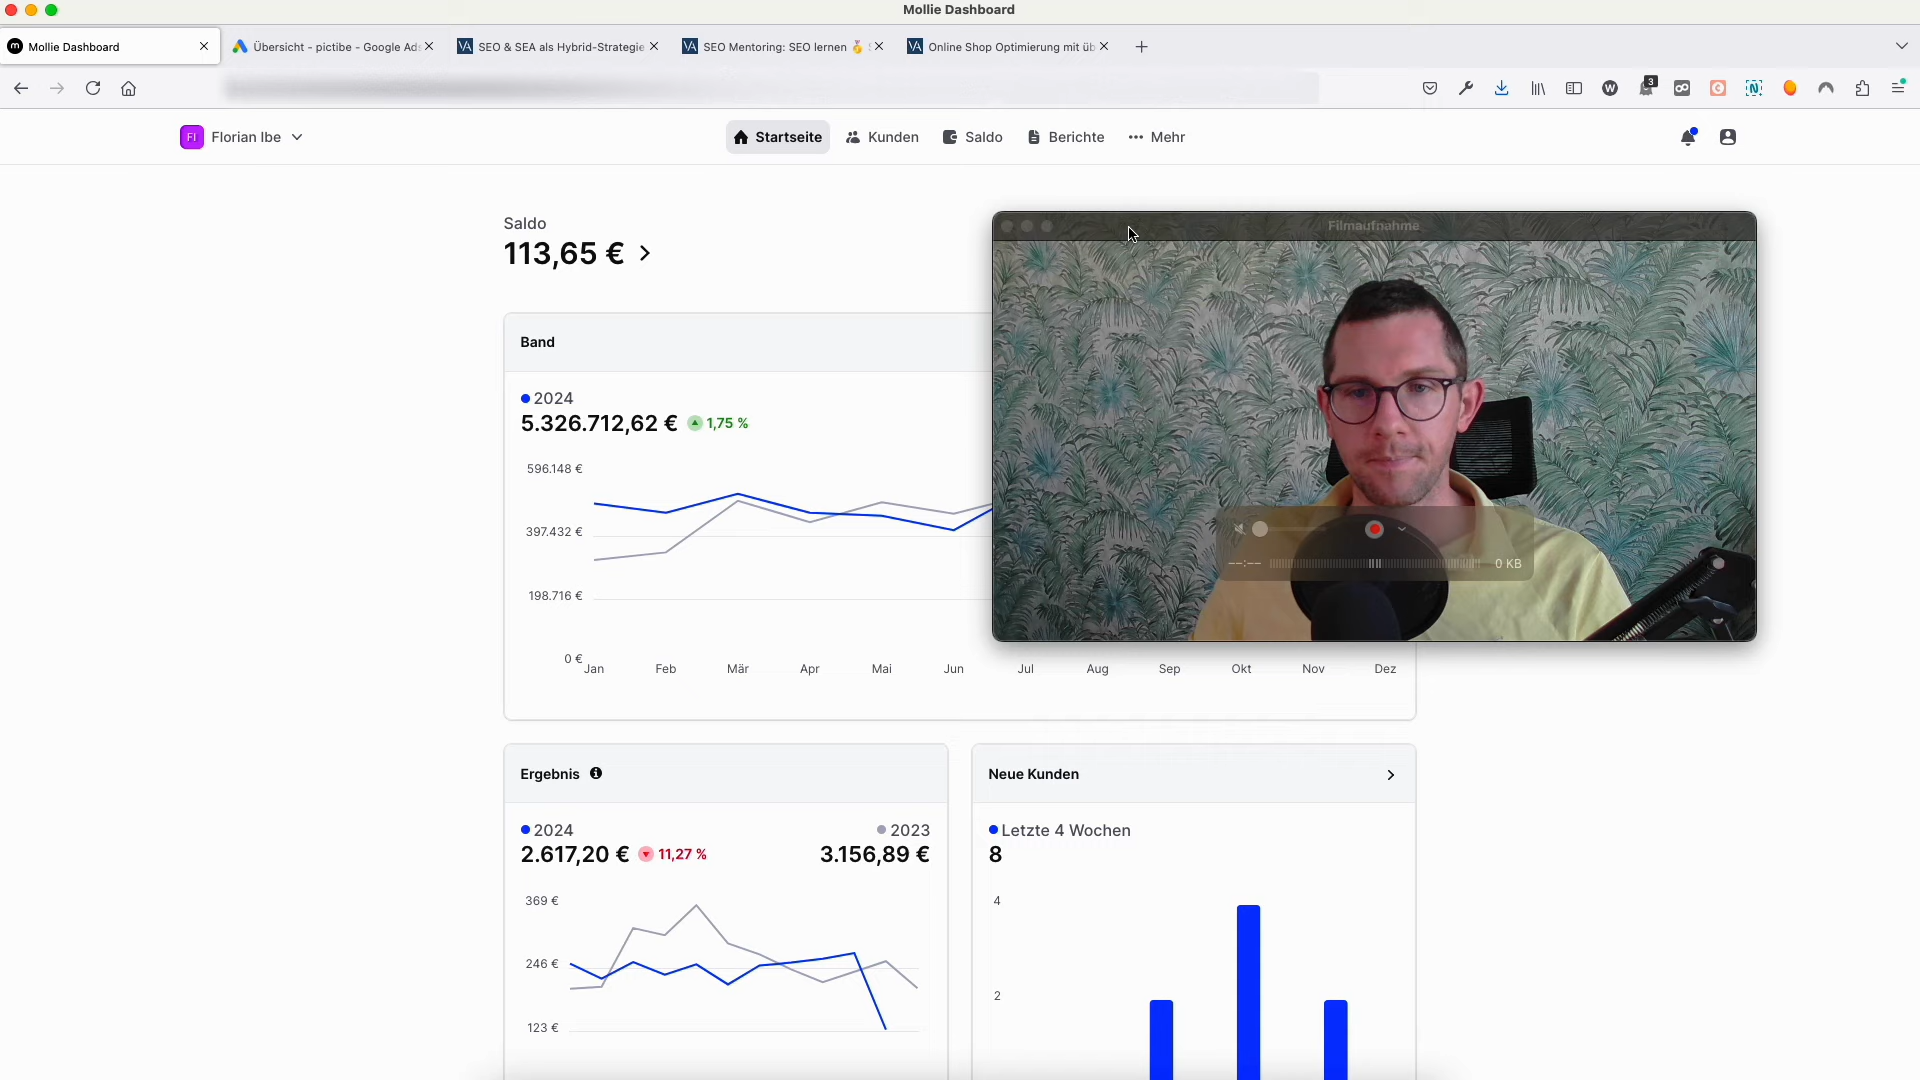 Mollie Dashboard
Mollie Dashboard
Übersicht - pictibe - Google Ads
SEO & SEA als Hybrid-Strategie
SEO Mentoring: SEO lernen
Online Shop Optimierung mit üb
3
FI Florian Ibe
Startseite
Kunden
Saldo
Berichte
Mehr
Saldo
113,65 €
Filmaufnahme
--:--
0 KB
Band
2024
5.326.712,62 €
1,75 %
596.148 €
397.432 €
198.716 €
0 €
Jan
Feb
Mär
Apr
Mai
Jun
Jul
Aug
Sep
Okt
Nov
Dez
Ergebnis
2024
2023
2.617,20 €
11,27 %
3.156,89 €
369 €
246 €
123 €
Neue Kunden
Letzte 4 Wochen
8
4
2